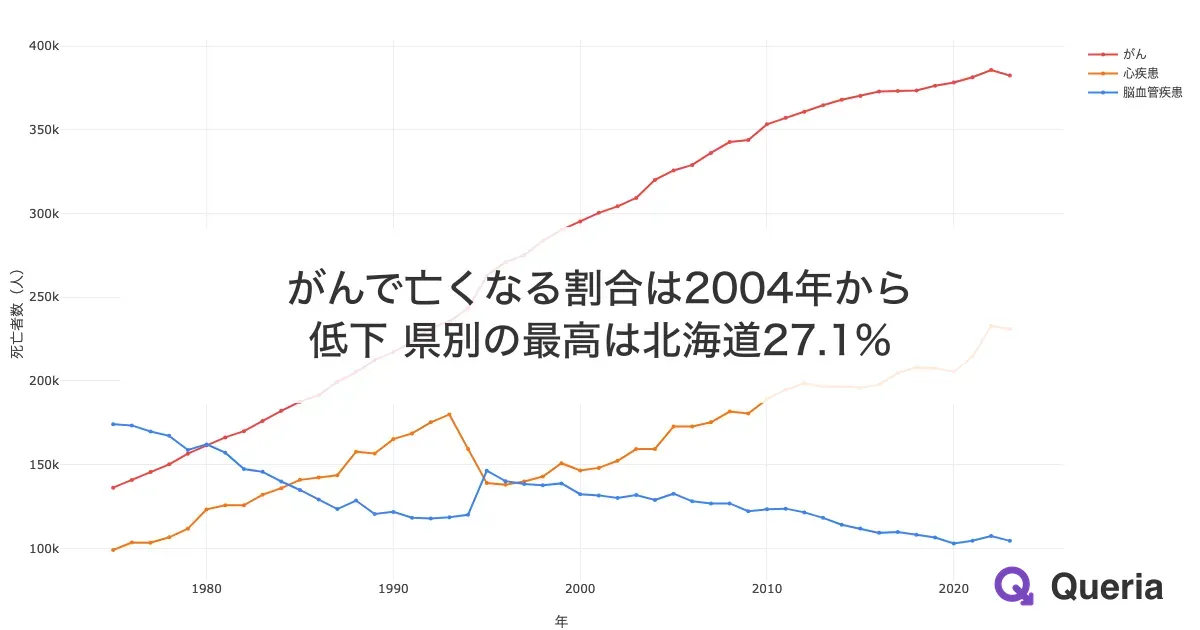 がんで亡くなる割合は2004年から
低下 県別の最高は北海道27.1%
400k
350k
300k
250k
200k
150k
100k
死亡者数（人）
1980
1990
2000
2010
2020
年
がん
心疾患
脳血管疾患
Queria